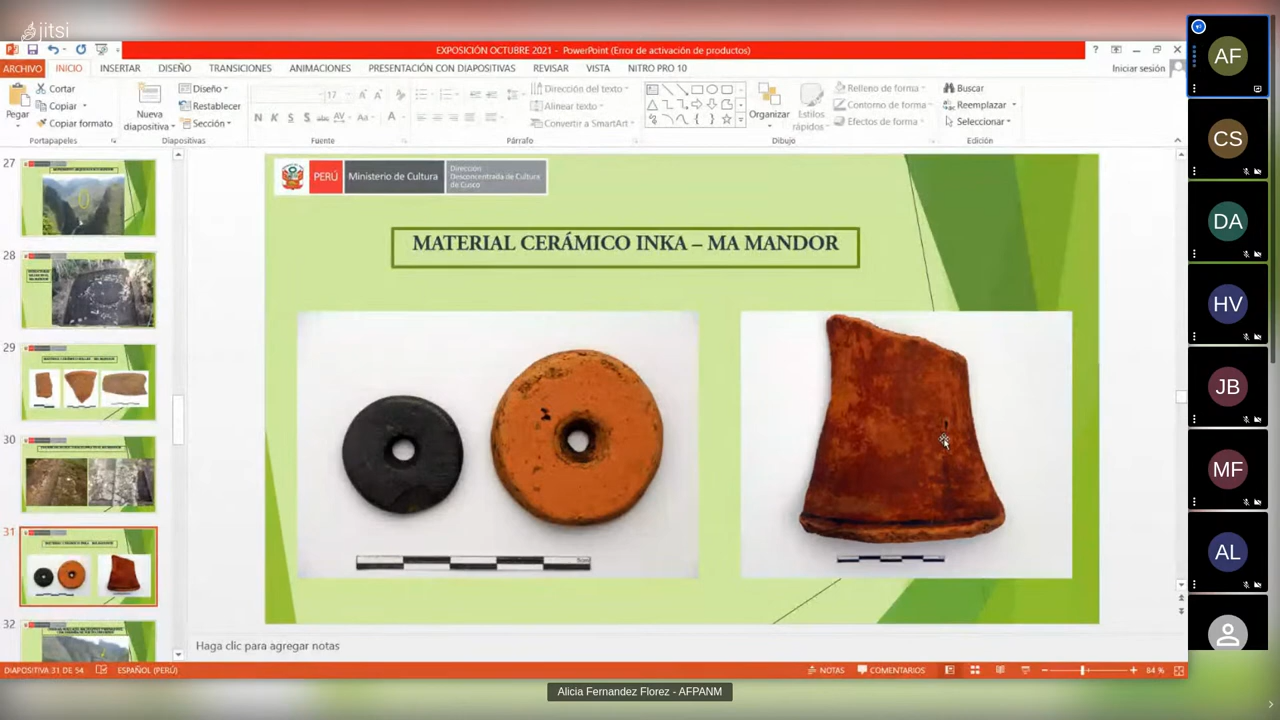 jitsi
EXPOSICIÓN OCTUBRE 2021 - PowerPoint (Error de activación de productos)
ARCHIVO INICIO INSERTAR DISEÑO TRANSICIONES ANIMACIONES PRESENTACIÓN CON DIAPOSITIVAS REVISAR VISTA NITRO PRO 10 Iniciar sesión
Pegar
Cortar
Copiar
Copiar formato
Portapapeles
Nueva
diapositiva
Diseño
Restablecer
Sección
Diapositivas
17
Fuente
Dirección del texto
Alinear texto
Convertir a SmartArt
Párrafo
Organizar
Estilos
rápidos
Relleno de forma
Contorno de forma
Efectos de forma
Dibujo
Buscar
Reemplazar
Seleccionar
Edición
27
28
29
30
31
32
PERÚ Ministerio de Cultura
Dirección
Desconcentrada de Cultura
de Cusco
MATERIAL CERÁMICO INKA – MA MANDOR
Haga clic para agregar notas
DIAPOSITIVA 31 DE 54 ESPAÑOL (PERÚ) NOTAS COMENTARIOS 84 %
Alicia Fernandez Florez - AFPANM
AF
CS
DA
HV
JB
MF
AL